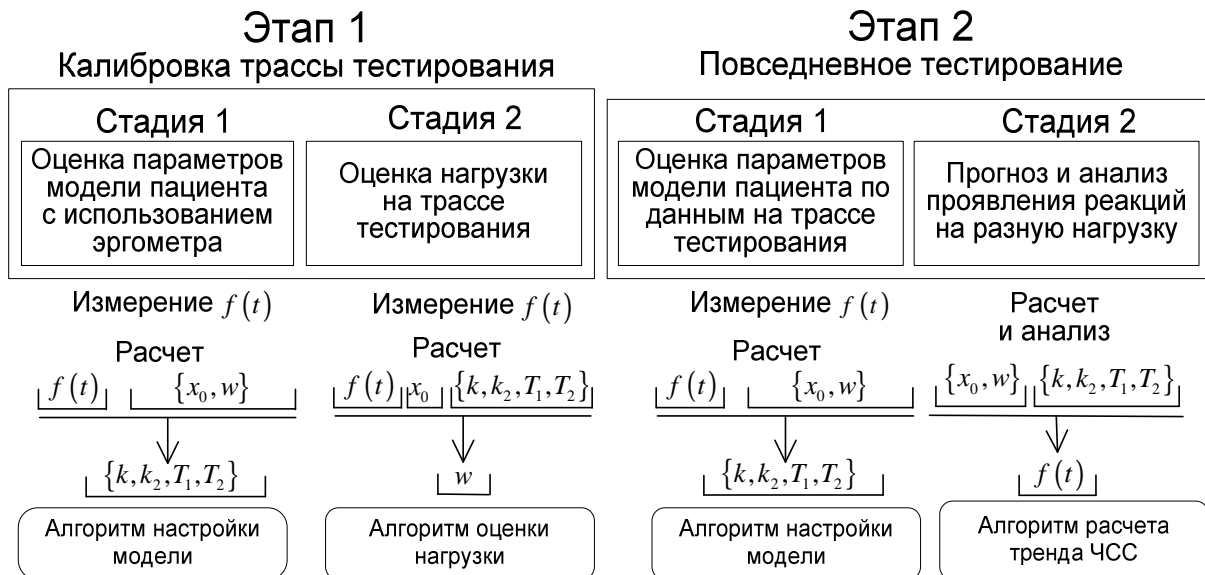 Этап 1
Калибровка трассы тестирования
Стадия 1
Оценка параметров
модели пациента
с использованием
эргометра
Стадия 2
Оценка нагрузки
на трассе
тестирования
Измерение f(t)
Расчет
f(t) {x₀, w}
{k, k₂, T₁, T₂}
Алгоритм настройки
модели
Измерение f(t)
Расчет
f(t) x₀ {k, k₂, T₁, T₂}
w
Алгоритм оценки
нагрузки
Этап 2
Повседневное тестирование
Стадия 1
Оценка параметров
модели пациента по
данным на трассе
тестирования
Стадия 2
Прогноз и анализ
проявления реакций
на разную нагрузку
Измерение f(t)
Расчет
f(t) {x₀, w}
{k, k₂, T₁, T₂}
Алгоритм настройки
модели
Расчет
и анализ
{x₀, w} {k, k₂, T₁, T₂}
f(t)
Алгоритм расчета
тренда ЧСС